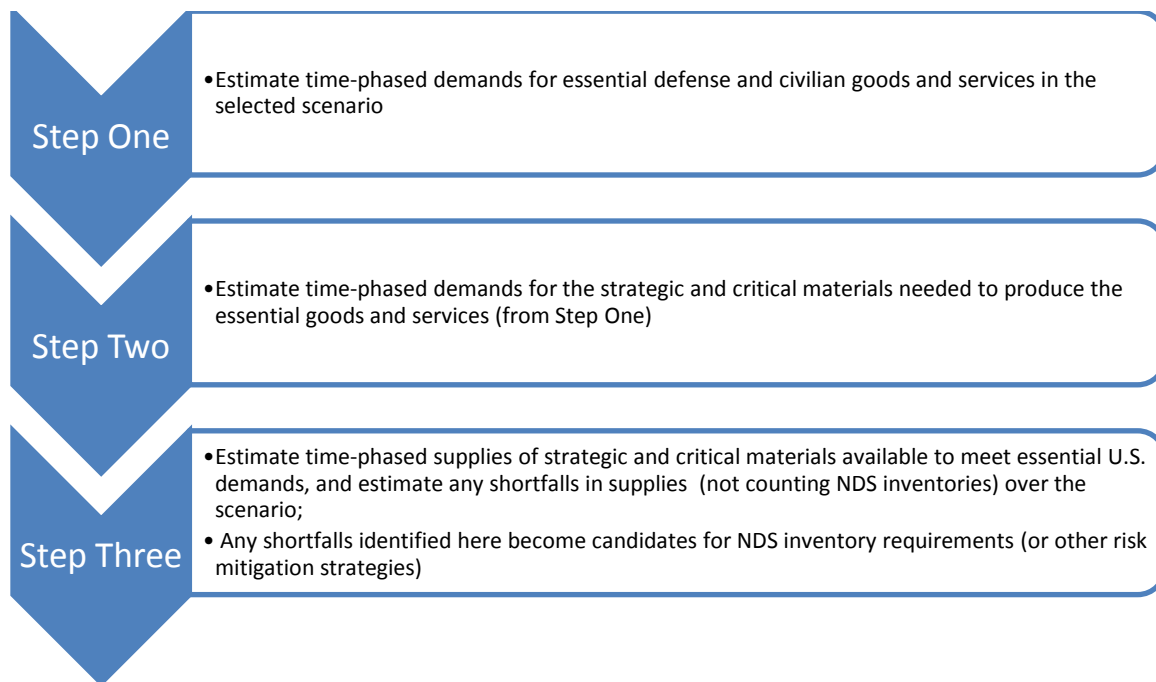 Step One
•Estimate time-phased demands for essential defense and civilian goods and services in the
selected scenario
Step Two
•Estimate time-phased demands for the strategic and critical materials needed to produce the
essential goods and services (from Step One)
Step Three
•Estimate time-phased supplies of strategic and critical materials available to meet essential U.S.
demands, and estimate any shortfalls in supplies  (not counting NDS inventories) over the
scenario;
• Any shortfalls identified here become candidates for NDS inventory requirements (or other risk
mitigation strategies)